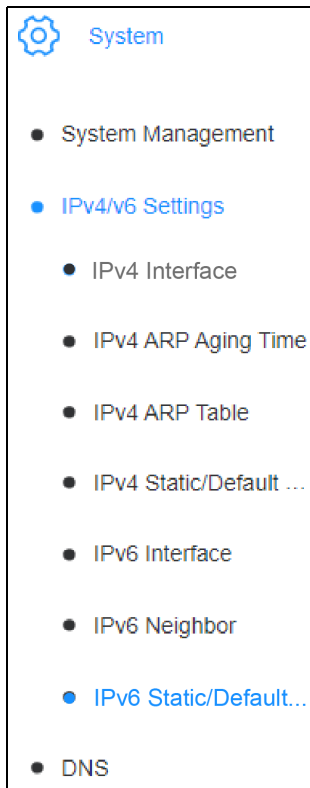 System
System Management
IPv4/v6 Settings
IPv4 Interface
IPv4 ARP Aging Time
IPv4 ARP Table
IPv4 Static/Default ...
IPv6 Interface
IPv6 Neighbor
IPv6 Static/Default...
DNS